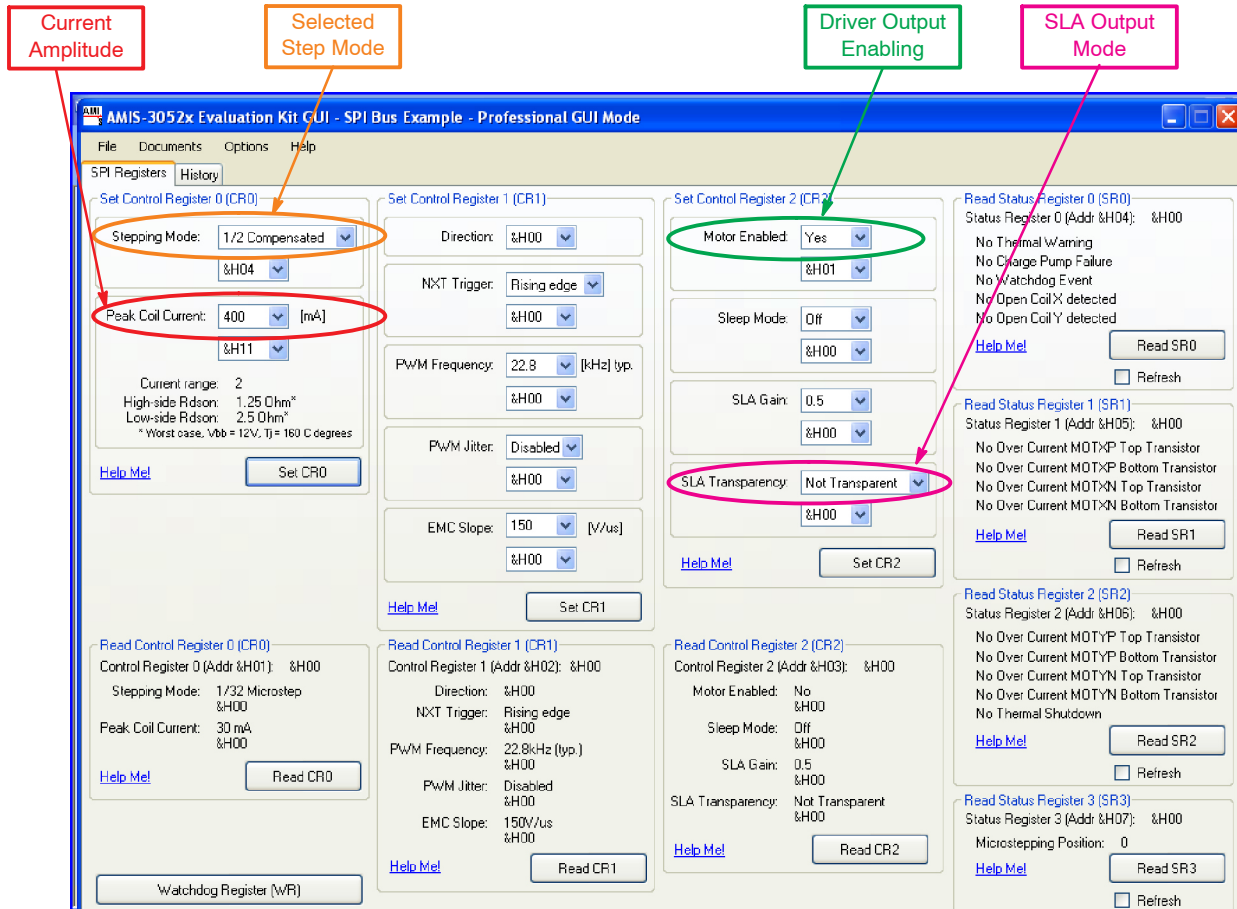 Current
Amplitude
Selected
Step Mode
Driver Output
Enabling
SLA Output
Mode
AMIS-3052x Evaluation Kit GUI - SPI Bus Example - Professional GUI Mode
File Documents Options Help
SPI Registers History
Set Control Register 0 (CR0)
Stepping Mode: 1/2 Compensated
&H04
Peak Coil Current: 400 [mA]
&H11
Current range: 2
High-side Rdson: 1.25 Ohm*
Low-side Rdson: 2.5 Ohm*
* Worst case, Vbb = 12V, Tj = 160 C degrees
Help Me! Set CR0
Set Control Register 1 (CR1)
Direction: &H00
NXT Trigger: Rising edge
&H00
PWM Frequency: 22.8 [kHz] typ.
&H00
PWM Jitter: Disabled
&H00
EMC Slope: 150 [V/us]
&H00
Help Me! Set CR1
Set Control Register 2 (CR2)
Motor Enabled: Yes
&H01
Sleep Mode: Off
&H00
SLA Gain: 0.5
&H00
SLA Transparency: Not Transparent
&H00
Help Me! Set CR2
Read Status Register 0 (SR0)
Status Register 0 (Addr &H04): &H00
No Thermal Warning
No Charge Pump Failure
No Watchdog Event
No Open Coil X detected
No Open Coil Y detected
Help Me! Read SR0
Refresh
Read Status Register 1 (SR1)
Status Register 1 (Addr &H05): &H00
No Over Current MOTXP Top Transistor
No Over Current MOTXP Bottom Transistor
No Over Current MOTXN Top Transistor
No Over Current MOTXN Bottom Transistor
Help Me! Read SR1
Refresh
Read Status Register 2 (SR2)
Status Register 2 (Addr &H06): &H00
No Over Current MOTYP Top Transistor
No Over Current MOTYP Bottom Transistor
No Over Current MOTYN Top Transistor
No Over Current MOTYN Bottom Transistor
No Thermal Shutdown
Help Me! Read SR2
Refresh
Read Control Register 0 (CR0)
Control Register 0 (Addr &H01): &H00
Stepping Mode: 1/32 Microstep
&H00
Peak Coil Current: 30 mA
&H00
Help Me! Read CR0
Watchdog Register (WR)
Read Control Register 1 (CR1)
Control Register 1 (Addr &H02): &H00
Direction: &H00
NXT Trigger: Rising edge
&H00
PWM Frequency: 22.8kHz (typ.)
&H00
PWM Jitter: Disabled
&H00
EMC Slope: 150V/us
&H00
Help Me! Read CR1
Read Control Register 2 (CR2)
Control Register 2 (Addr &H03): &H00
Motor Enabled: No
&H00
Sleep Mode: Off
&H00
SLA Gain: 0.5
&H00
SLA Transparency: Not Transparent
&H00
Help Me! Read CR2
Read Status Register 3 (SR3)
Status Register 3 (Addr &H07): &H00
Microstepping Position: 0
Help Me! Read SR3
Refresh